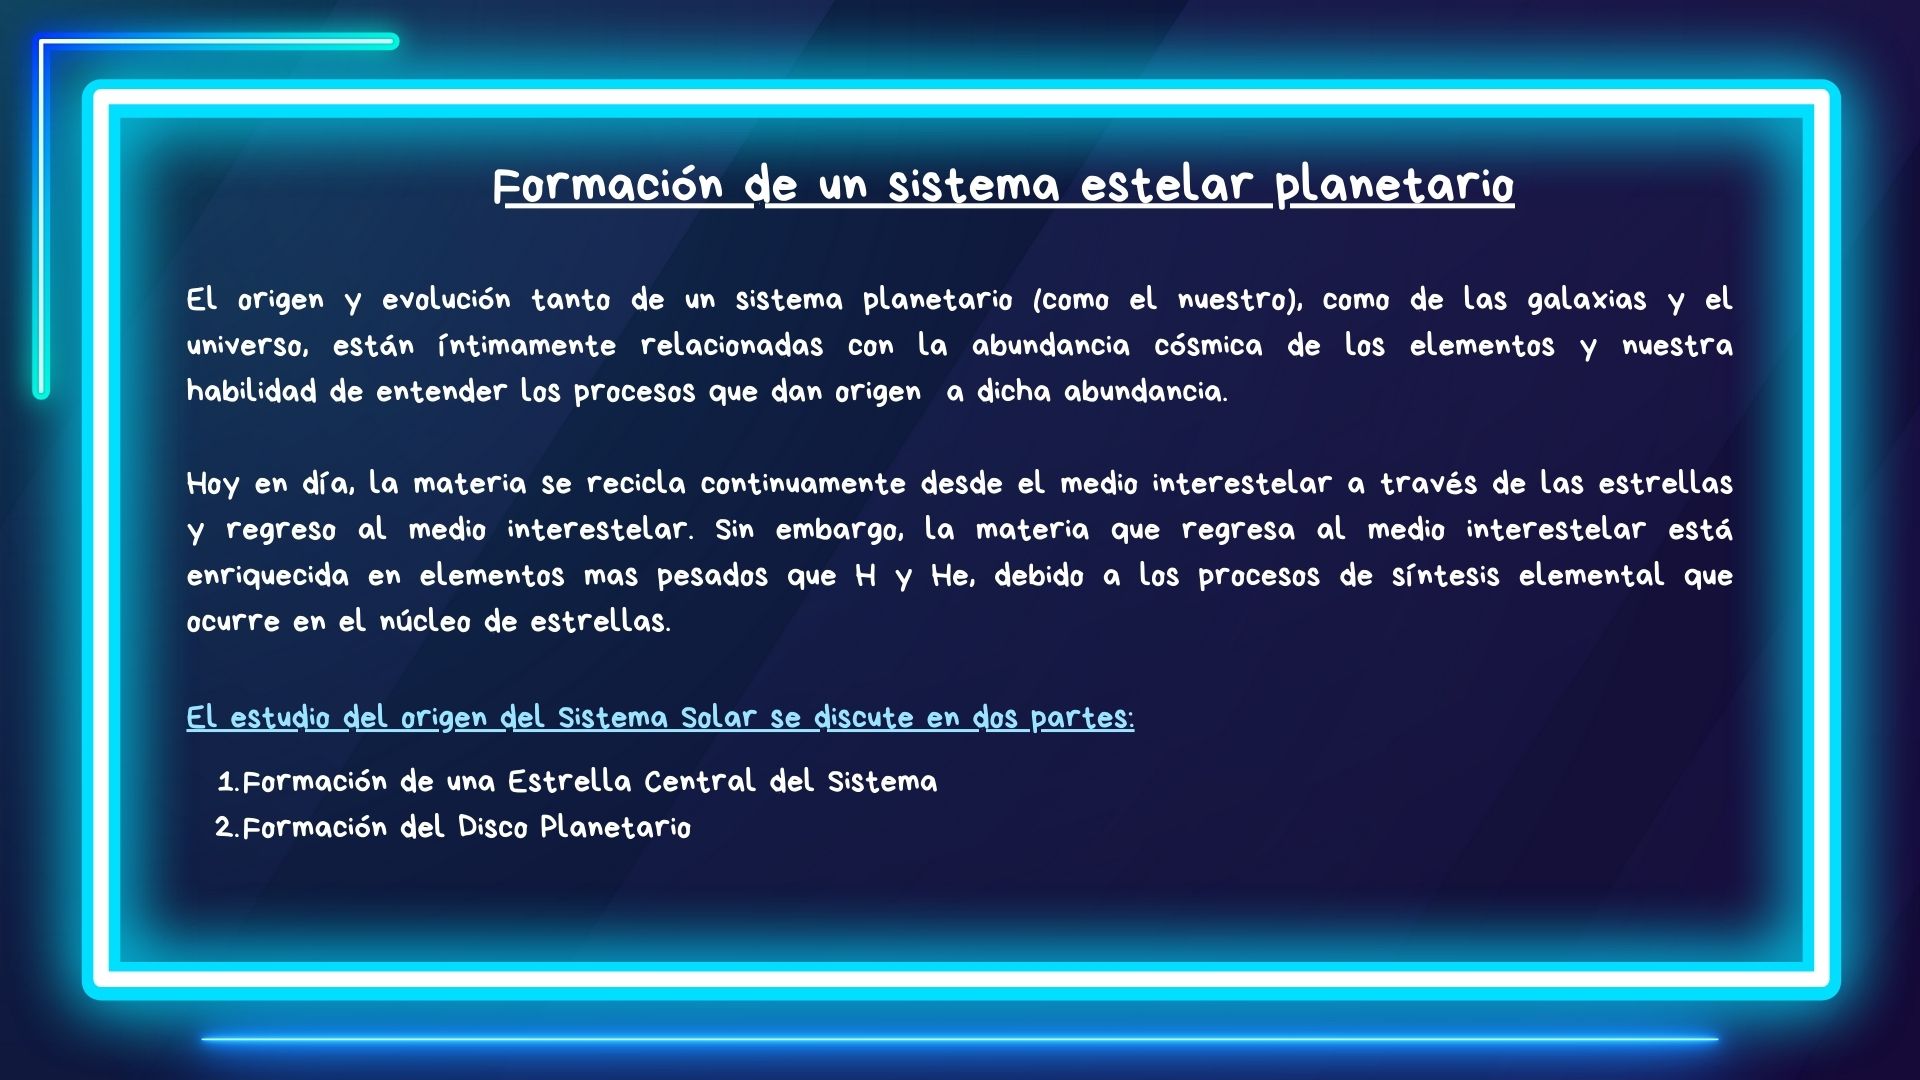 Formación de un sistema estelar planetario
El origen y evolución tanto de un sistema planetario (como el nuestro), como de las galaxias y el
universo, están íntimamente relacionadas con la abundancia cósmica de los elementos y nuestra
habilidad de entender los procesos que dan origen  a dicha abundancia.
Hoy en día, la materia se recicla continuamente desde el medio interestelar a través de las estrellas
y regreso al medio interestelar. Sin embargo, la materia que regresa al medio interestelar está
enriquecida en elementos mas pesados que H y He, debido a los procesos de síntesis elemental que
ocurre en el núcleo de estrellas.
El estudio del origen del Sistema Solar se discute en dos partes:
1.Formación de una Estrella Central del Sistema
2.Formación del Disco Planetario